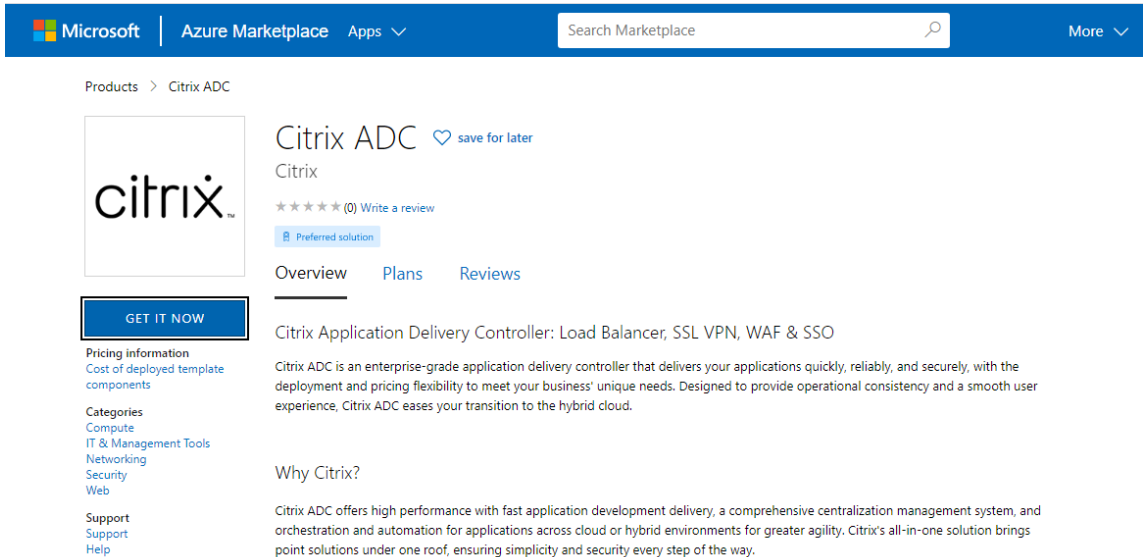 Microsoft Azure Marketplace Apps Search Marketplace More
Products > Citrix ADC
citrix™
Citrix ADC save for later
Citrix
(0) Write a review
Preferred solution
Overview Plans Reviews
GET IT NOW
Pricing information
Cost of deployed template
components
Categories
Compute
IT & Management Tools
Networking
Security
Web
Support
Support
Help
Citrix Application Delivery Controller: Load Balancer, SSL VPN, WAF & SSO
Citrix ADC is an enterprise-grade application delivery controller that delivers your applications quickly, reliably, and securely, with the
deployment and pricing flexibility to meet your business' unique needs. Designed to provide operational consistency and a smooth user
experience, Citrix ADC eases your transition to the hybrid cloud.
Why Citrix?
Citrix ADC offers high performance with fast application development delivery, a comprehensive centralization management system, and
orchestration and automation for applications across cloud or hybrid environments for greater agility. Citrix's all-in-one solution brings
point solutions under one roof, ensuring simplicity and security every step of the way.